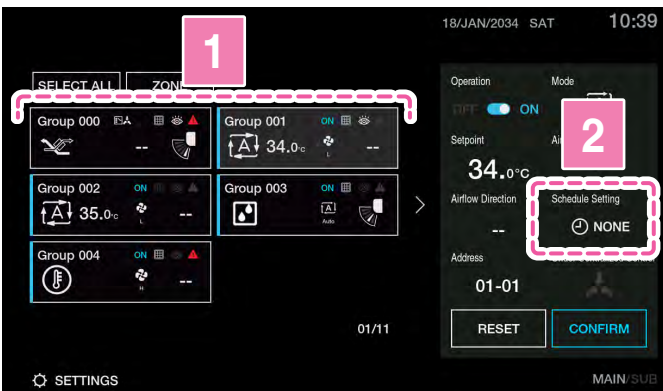 18/JAN/2034 SAT 10:39
1
SELECT ALL
Group 000
--
Group 001
ON
A
34.0°C
L
--
Group 002
ON
A
35.0°C
L
--
Group 003
ON
A
Auto
Group 004
ON
H
--
01/11
SETTINGS
Operation
Mode
OFF ON
2
Setpoint
34.0°C
Airflow Direction
--
Schedule Setting
NONE
Address
01-01
RESET
CONFIRM
MAIN/SUB